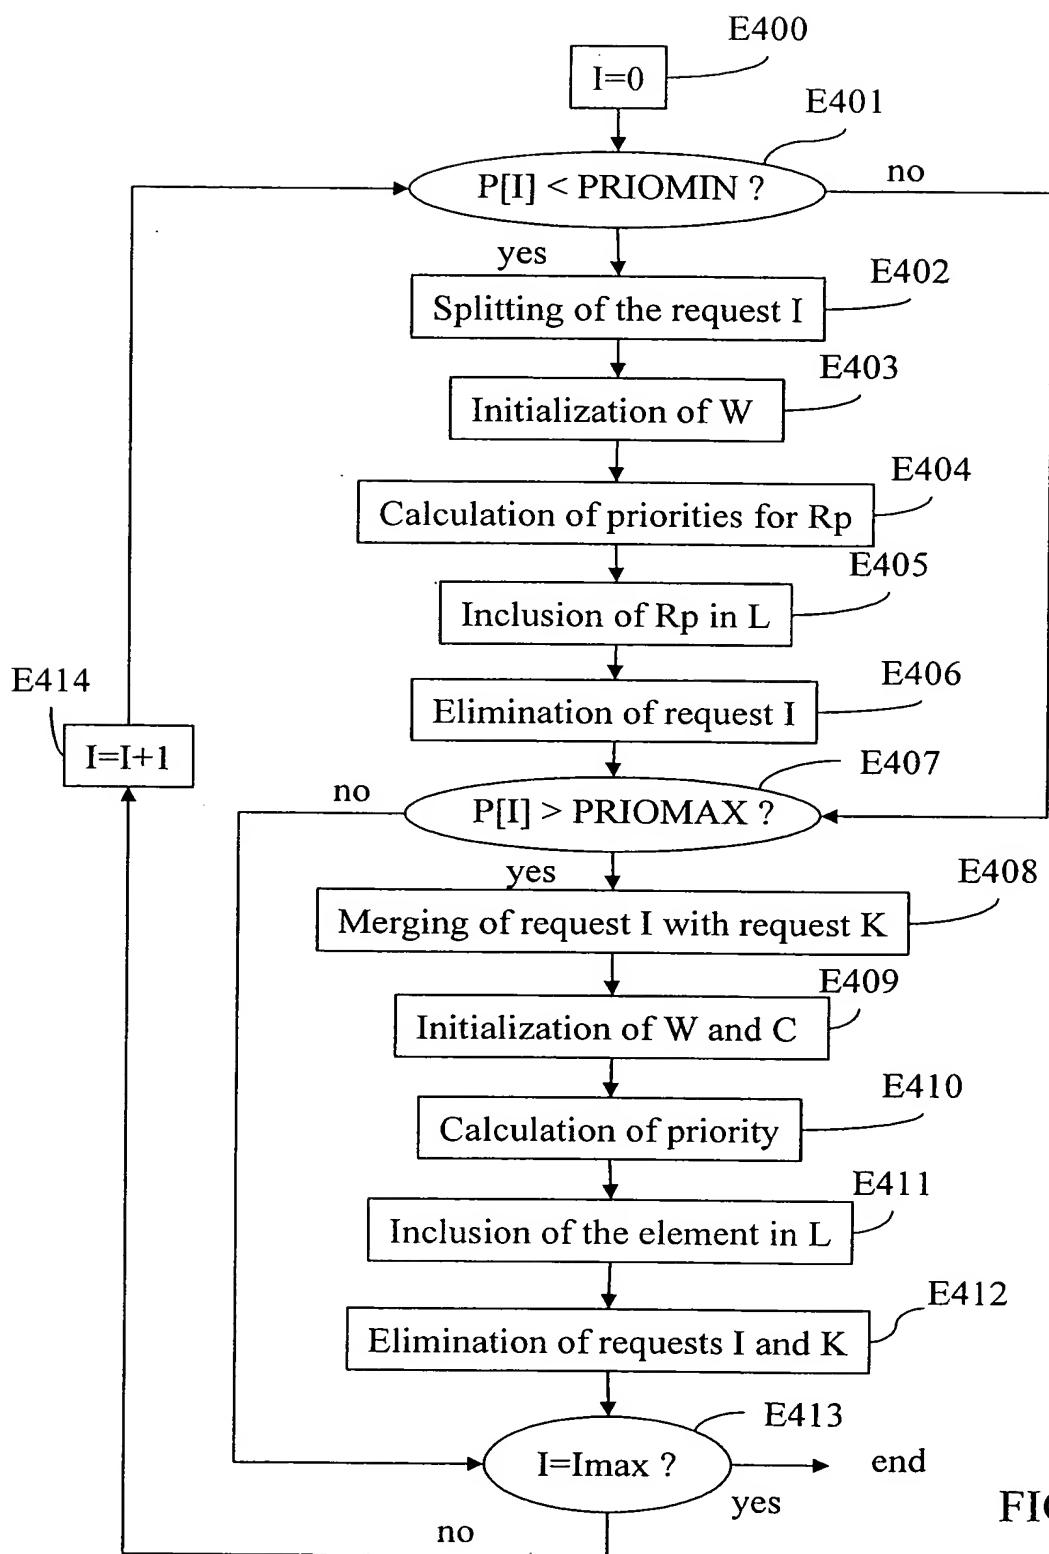 E400
I=0
E401
P[I] < PRIOMIN ?
no
yes
E402
Splitting of the request I
E403
Initialization of W
E404
Calculation of priorities for Rp
E405
Inclusion of Rp in L
E406
Elimination of request I
E414
I=I+1
E407
no
P[I] > PRIOMAX ?
yes
E408
Merging of request I with request K
E409
Initialization of W and C
E410
Calculation of priority
E411
Inclusion of the element in L
E412
Elimination of requests I and K
E413
I=Imax ?
end
yes
no